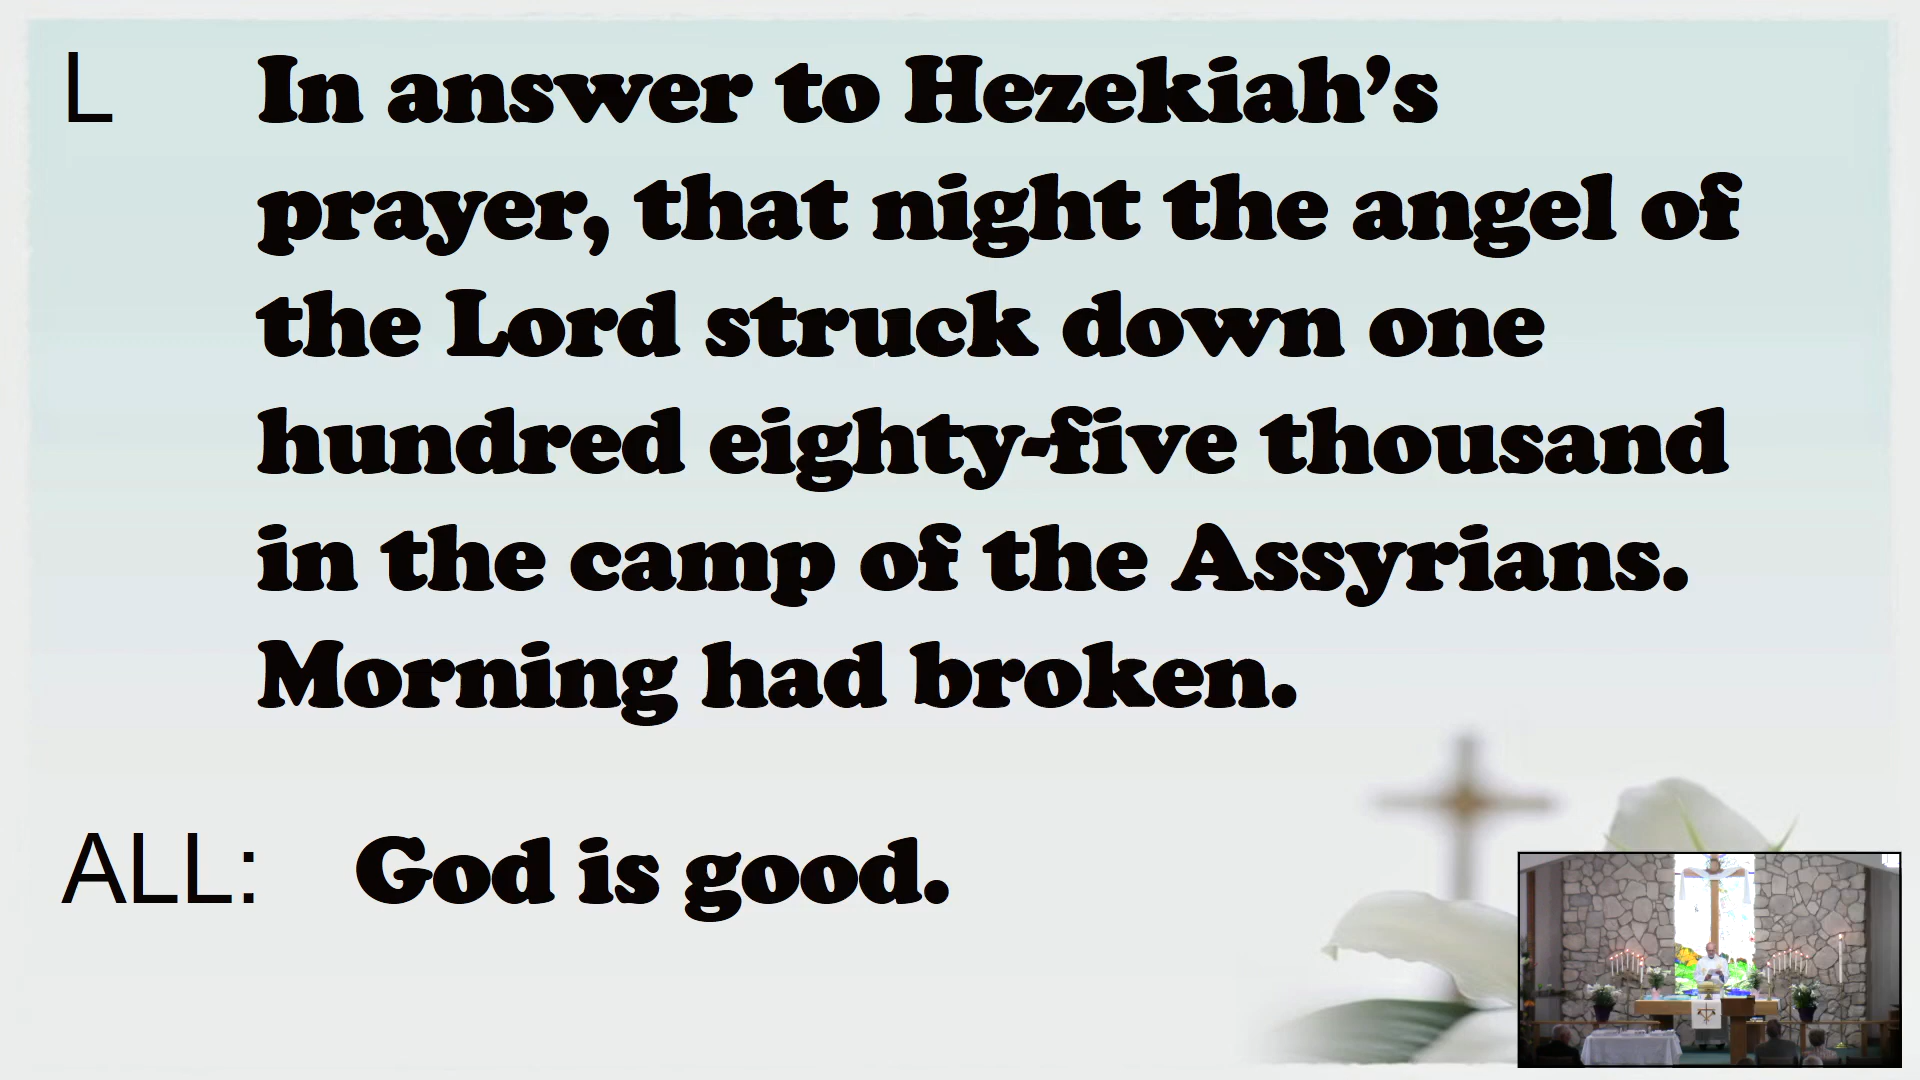 L In answer to Hezekiah’s
prayer, that night the angel of
the Lord struck down one
hundred eighty-five thousand
in the camp of the Assyrians.
Morning had broken.
ALL: God is good.